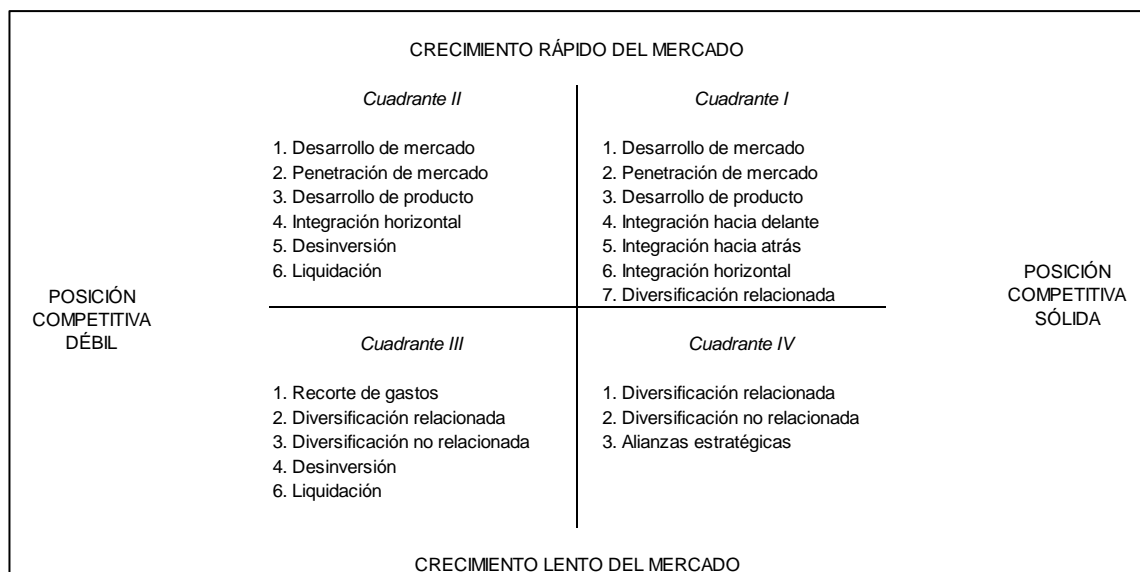 CRECIMIENTO RÁPIDO DEL MERCADO
Cuadrante II
1. Desarrollo de mercado
2. Penetración de mercado
3. Desarrollo de producto
4. Integración horizontal
5. Desinversión
6. Liquidación
Cuadrante I
1. Desarrollo de mercado
2. Penetración de mercado
3. Desarrollo de producto
4. Integración hacia delante
5. Integración hacia atrás
6. Integración horizontal
7. Diversificación relacionada
POSICIÓN
COMPETITIVA
DÉBIL
POSICIÓN
COMPETITIVA
SÓLIDA
Cuadrante III
1. Recorte de gastos
2. Diversificación relacionada
3. Diversificación no relacionada
4. Desinversión
6. Liquidación
Cuadrante IV
1. Diversificación relacionada
2. Diversificación no relacionada
3. Alianzas estratégicas
CRECIMIENTO LENTO DEL MERCADO